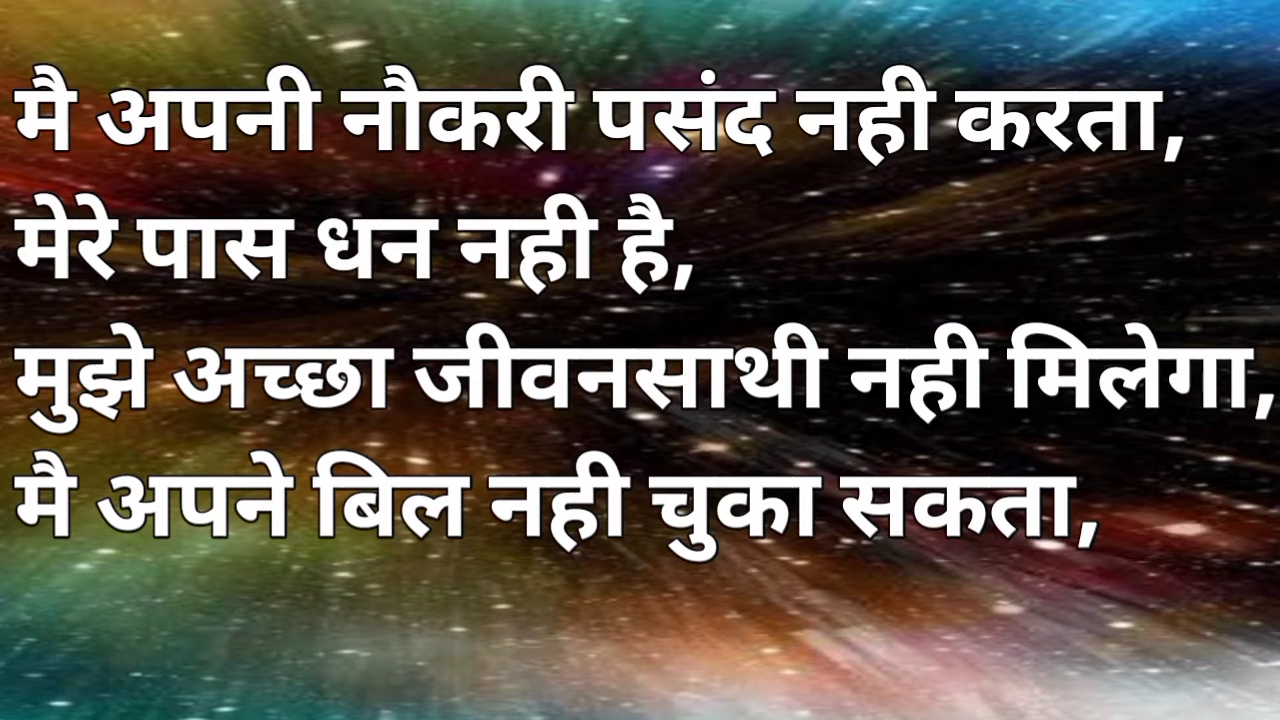 मै अपनी नौकरी पसंद नही करता,
मेरे पास धन नही है,
मुझे अच्छा जीवनसाथी नही मिलेगा,
मै अपने बिल नही चुका सकता,